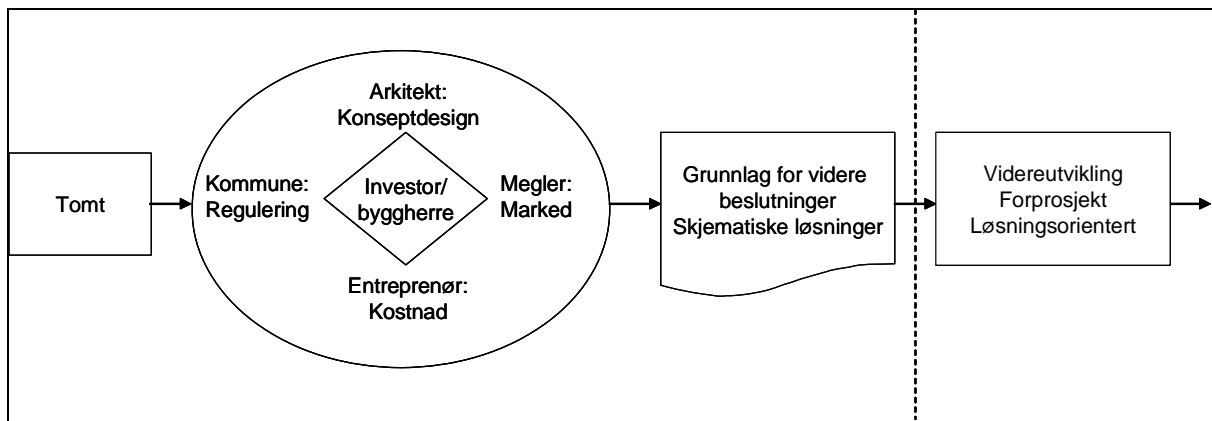 Tomt
Arkitekt:
Konseptdesign
Kommune:
Regulering
Investor/
byggherre
Megler:
Marked
Entreprenør:
Kostnad
Grunnlag for videre
beslutninger
Skjematiske løsninger
Videreutvikling
Forprosjekt
Løsningsorientert